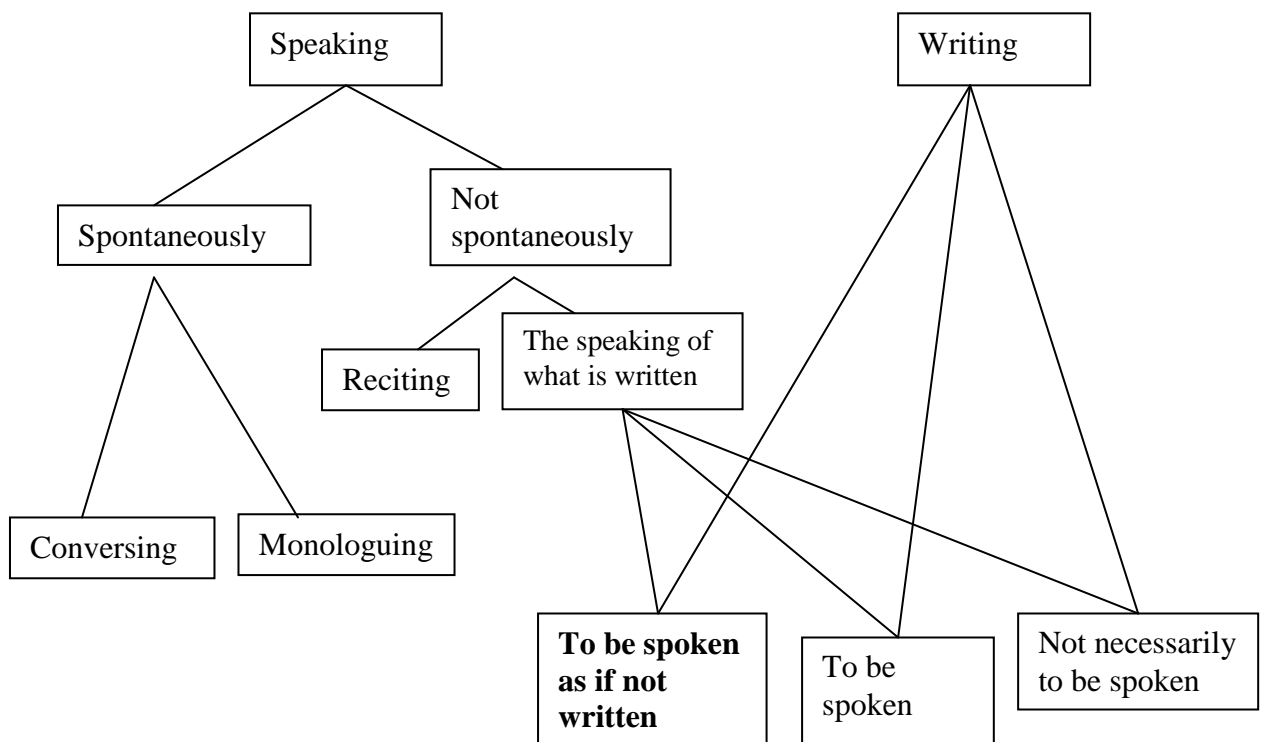 Speaking
Writing
Not
spontaneously
Spontaneously
The speaking of
what is written
Reciting
Conversing
Monologuing
To be spoken
as if not
written
To be
spoken
Not necessarily
to be spoken